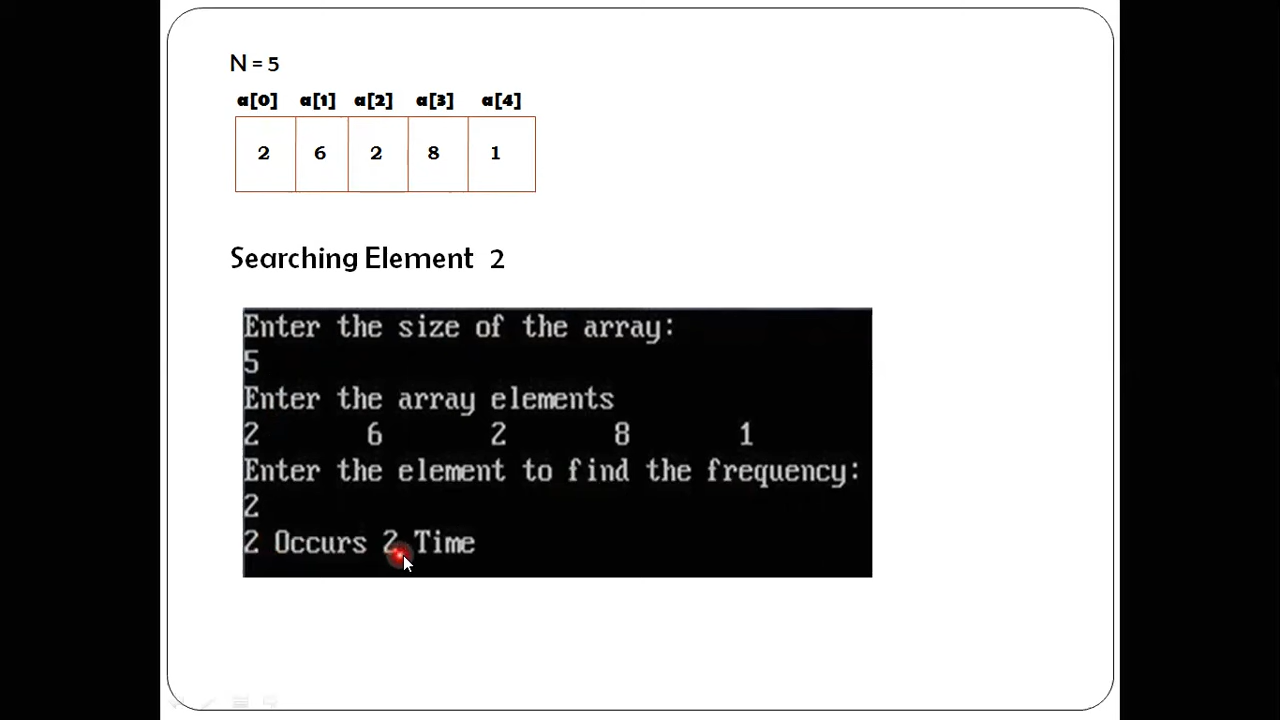 N = 5
a[0] a[1] a[2] a[3] a[4]
2 6 2 8 1
Searching Element 2
Enter the size of the array:
5
Enter the array elements
2 6 2 8 1
Enter the element to find the frequency:
2
2 Occurs 2 Time